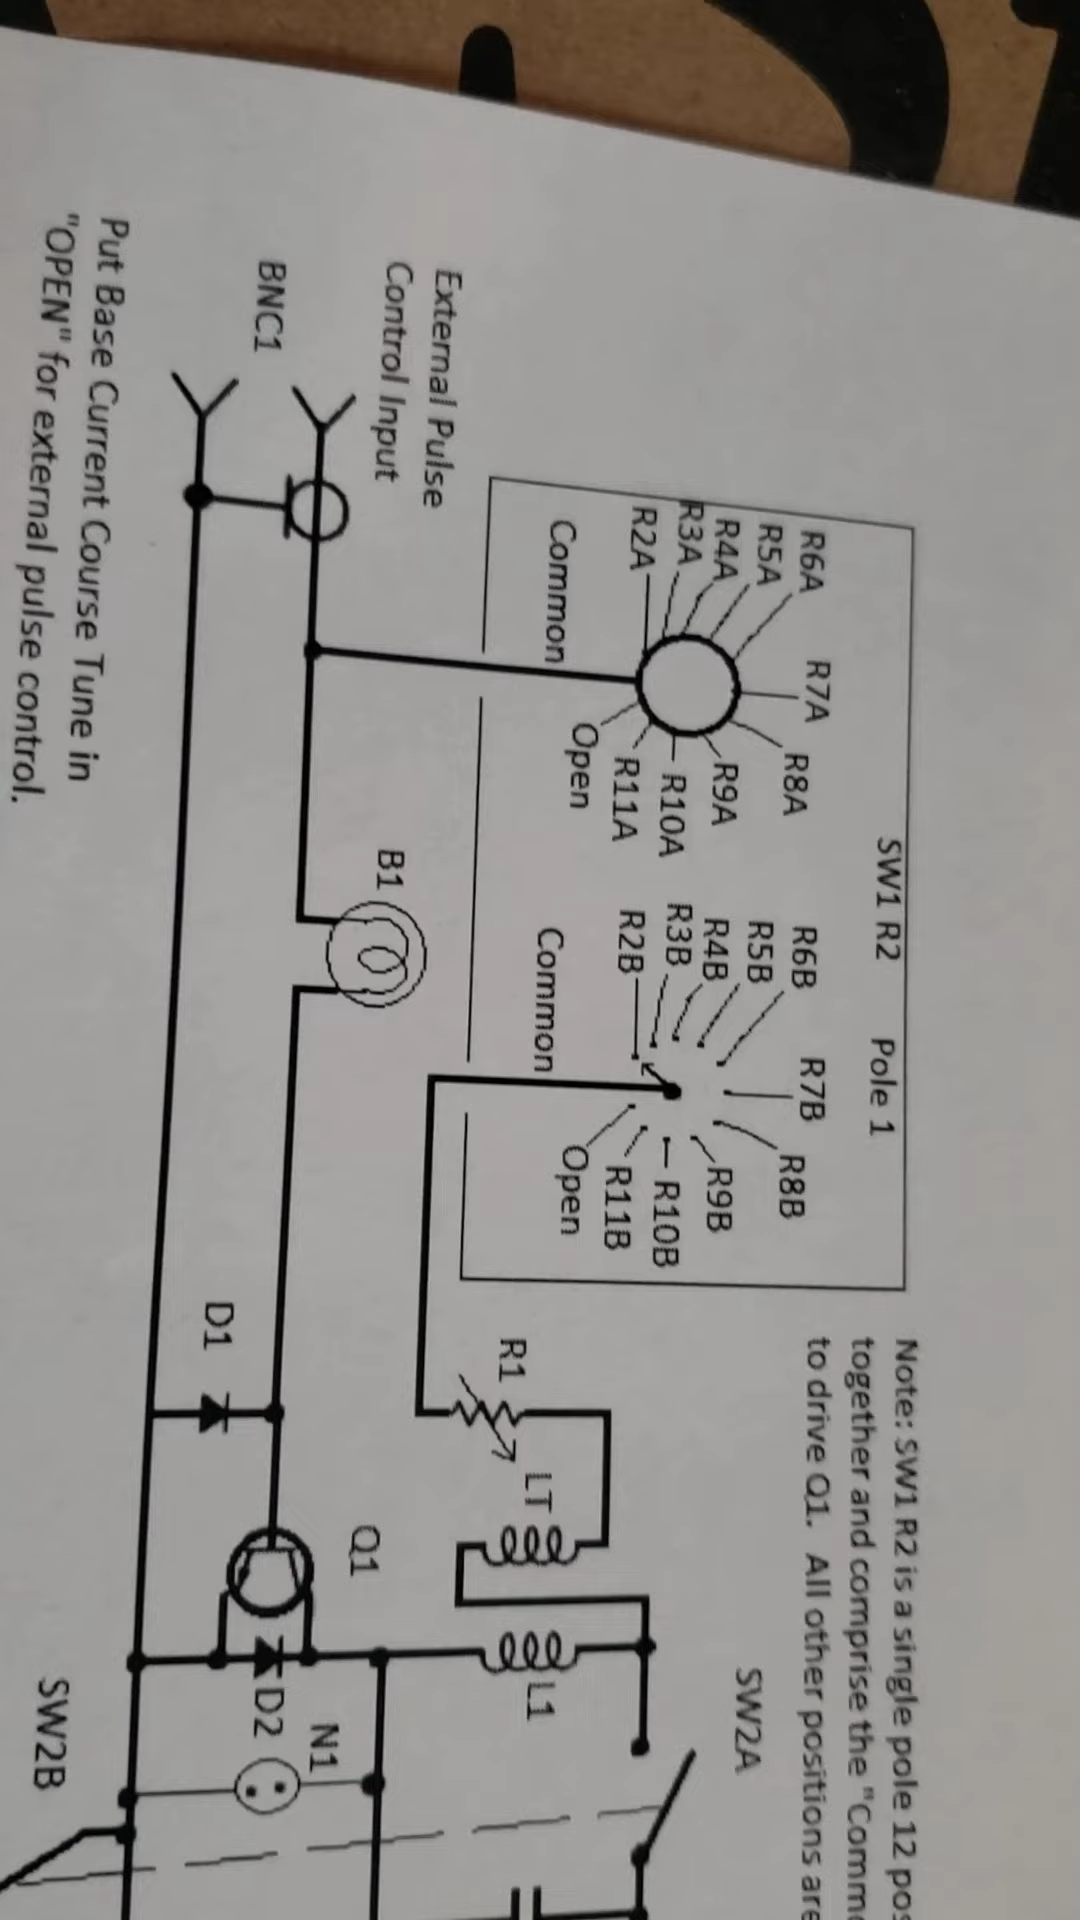 SW1 R2 Pole 1
R6A R7A R8A
R5A R9A
R4A R10A
R3A R11A
R2A Open
Common
R6B R7B R8B
R5B R9B
R4B R10B
R3B R11B
R2B Open
Common
Note: SW1 R2 is a single pole 12
together and comprise the
to drive Q1. All other positions are
External Pulse
Control Input
BNC1
B1
R1
LT
L1
SW2A
D1
Q1
D2
N1
SW2B
Put Base Current Course Tune in
"OPEN" for external pulse control.